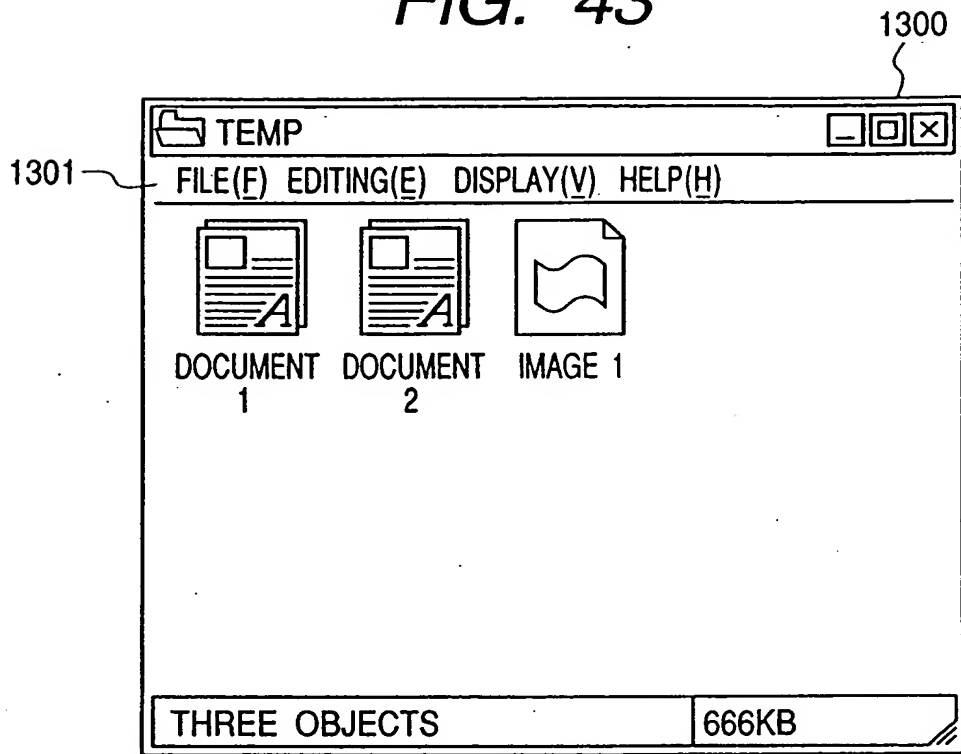 FIG. 43
1300
TEMP
1301
FILE(F) EDITING(E) DISPLAY(V) HELP(H)
DOCUMENT 1
DOCUMENT 2
IMAGE 1
THREE OBJECTS
666KB